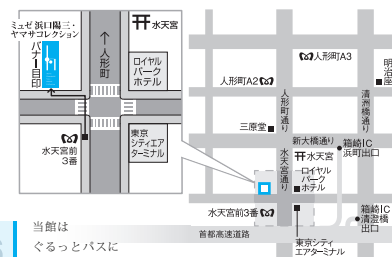 ミュゼ浜口陽三・
ヤマサコレクション
バナー目印
↑人形町
水天宮
ロイヤル
パーク
ホテル
水天宮前
3番
東京
シティエア
ターミナル
人形町A3
人形町A2
明治座
人形町通り
清洲橋通り
三原堂
新大橋通り
箱崎IC
浜町出口
水天宮通り
水天宮
ロイヤル
パーク
ホテル
水天宮前3番
箱崎IC
清澄橋
出口
首都高速道路
東京シティ
エアターミナル
当館は
ぐるっとパスに